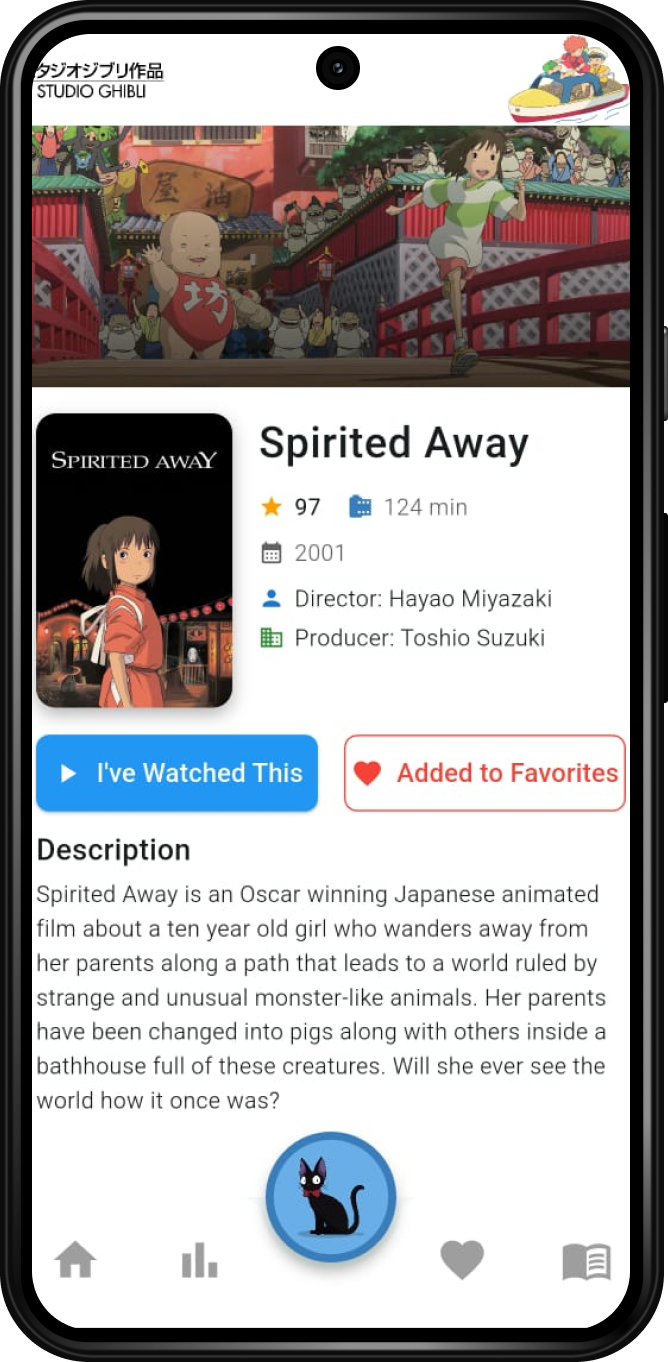 タジオジブリ作品
STUDIO GHIBLI
油屋
坊
SPIRITED AWAY
Spirited Away
97 124 min
2001
Director: Hayao Miyazaki
Producer: Toshio Suzuki
I've Watched This
Added to Favorites
Description
Spirited Away is an Oscar winning Japanese animated
film about a ten year old girl who wanders away from
her parents along a path that leads to a world ruled by
strange and unusual monster-like animals. Her parents
have been changed into pigs along with others inside a
bathhouse full of these creatures. Will she ever see the
world how it once was?